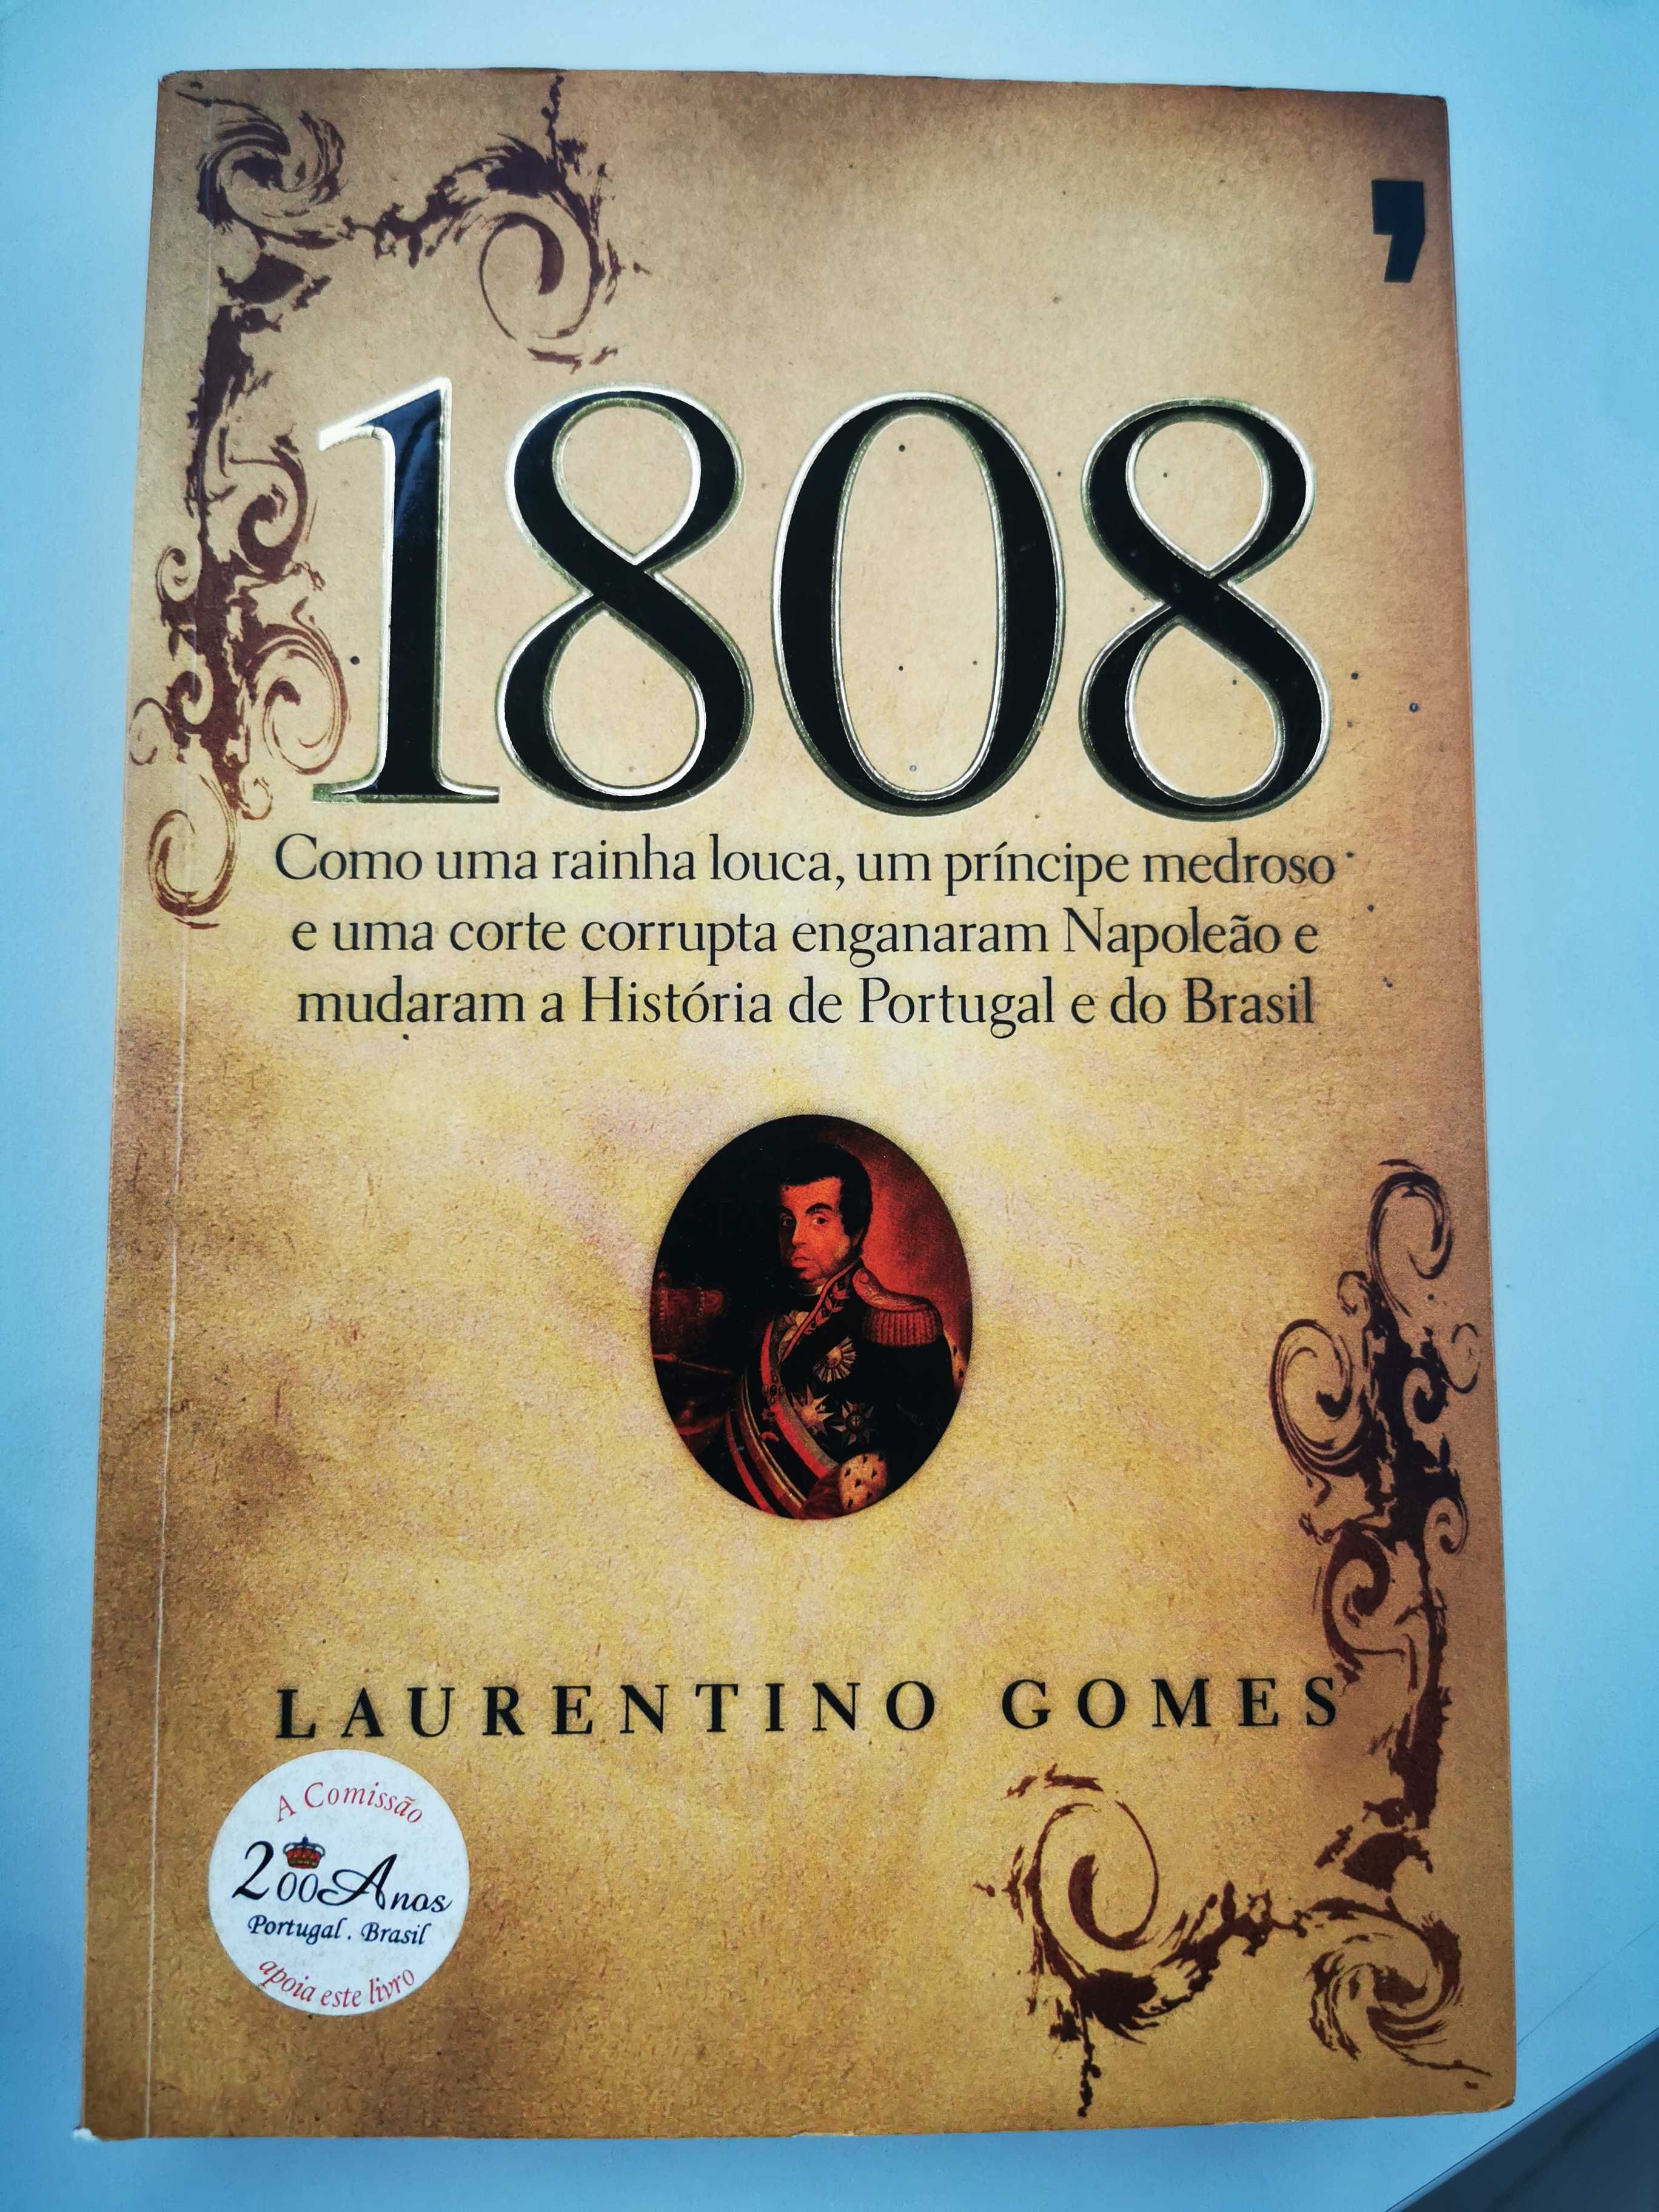 1808
Como uma rainha louca, um príncipe medroso
e uma corte corrupta enganaram Napoleão e
mudaram a História de Portugal e do Brasil
LAURENTINO GOMES
A Comissão
200 Anos
Portugal . Brasil
apoia este livro